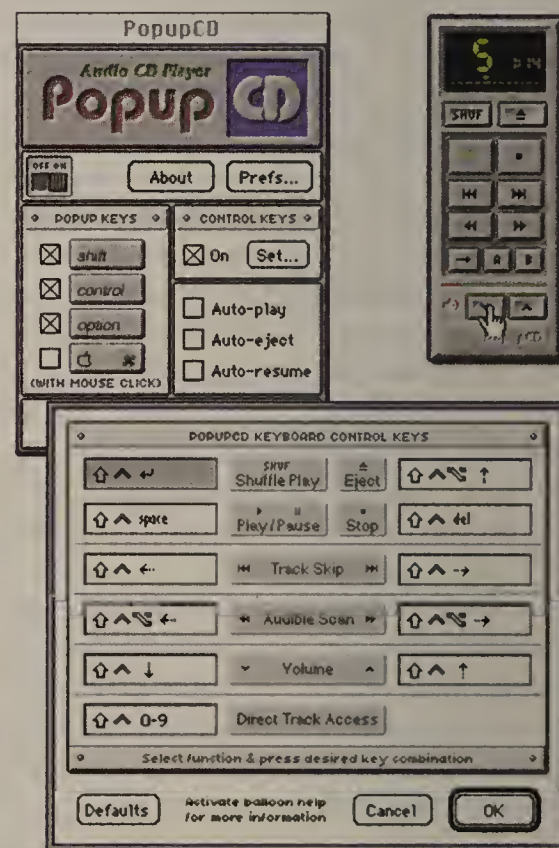 PopupCD
Audio CD Player
Popup CD
OFF ON
About
Prefs...
POPUP KEYS
shift
control
option
(WITH MOUSE CLICK)
CONTROL KEYS
On
Set...
Auto-play
Auto-eject
Auto-resume
5
SHUF
A B
POPUPCD KEYBOARD CONTROL KEYS
⇧ ^ ↵ SHUF Shuffle Play Eject ⇧ ^ ⌥ ↑
⇧ ^ space Play/Pause Stop ⇧ ^ del
⇧ ^ ← Track Skip ⇧ ^ →
⇧ ^ ⌥ ← Audible Scan ⇧ ^ ⌥ →
⇧ ^ ↓ Volume ⇧ ^ ↑
⇧ ^ 0-9 Direct Track Access
Select function & press desired key combination
Defaults
Activate balloon help
for more information
Cancel
OK